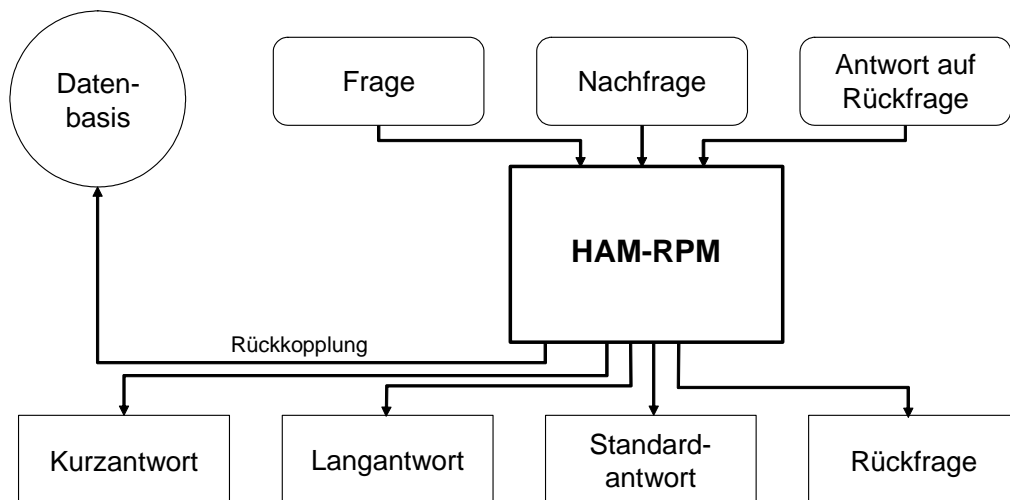 Daten-
basis
Frage
Nachfrage
Antwort auf
Rückfrage
HAM-RPM
Rückkopplung
Kurzantwort
Langantwort
Standard-
antwort
Rückfrage